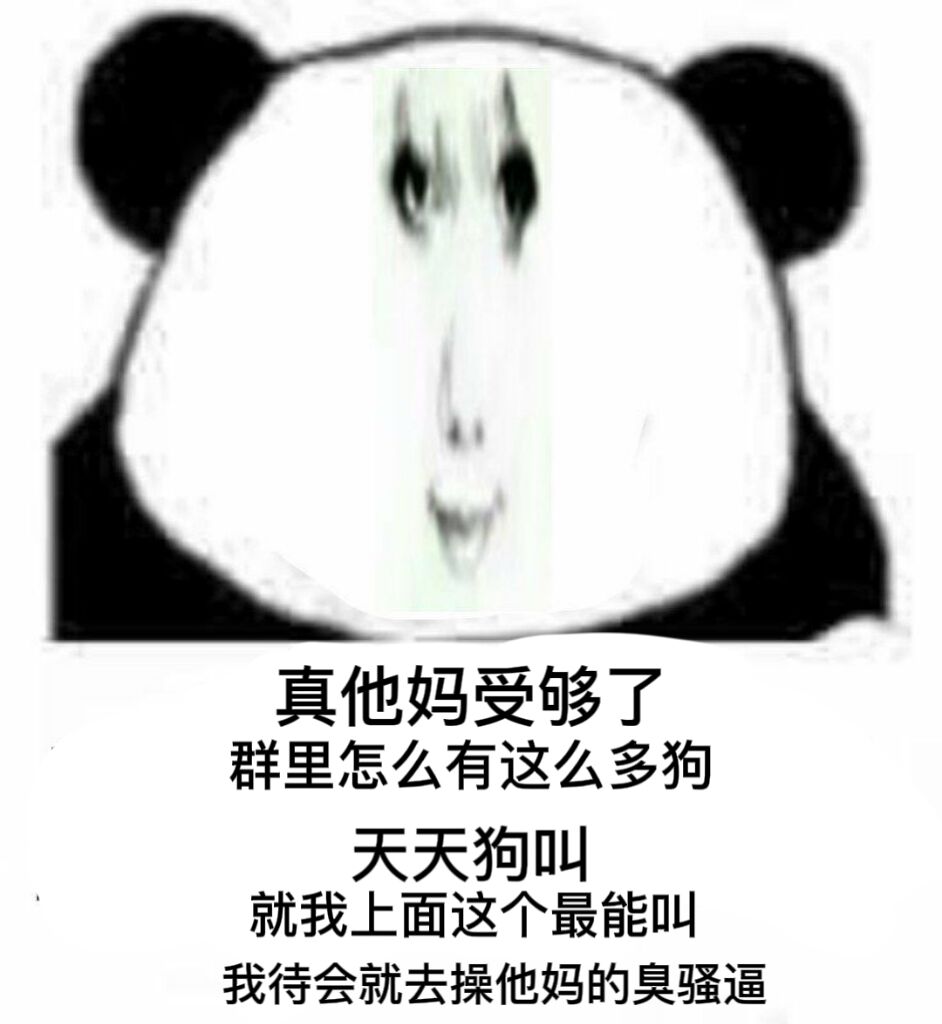 真他妈受够了
群里怎么有这么多狗
天天狗叫
就我上面这个最能叫
我待会就去操他妈的臭骚逼